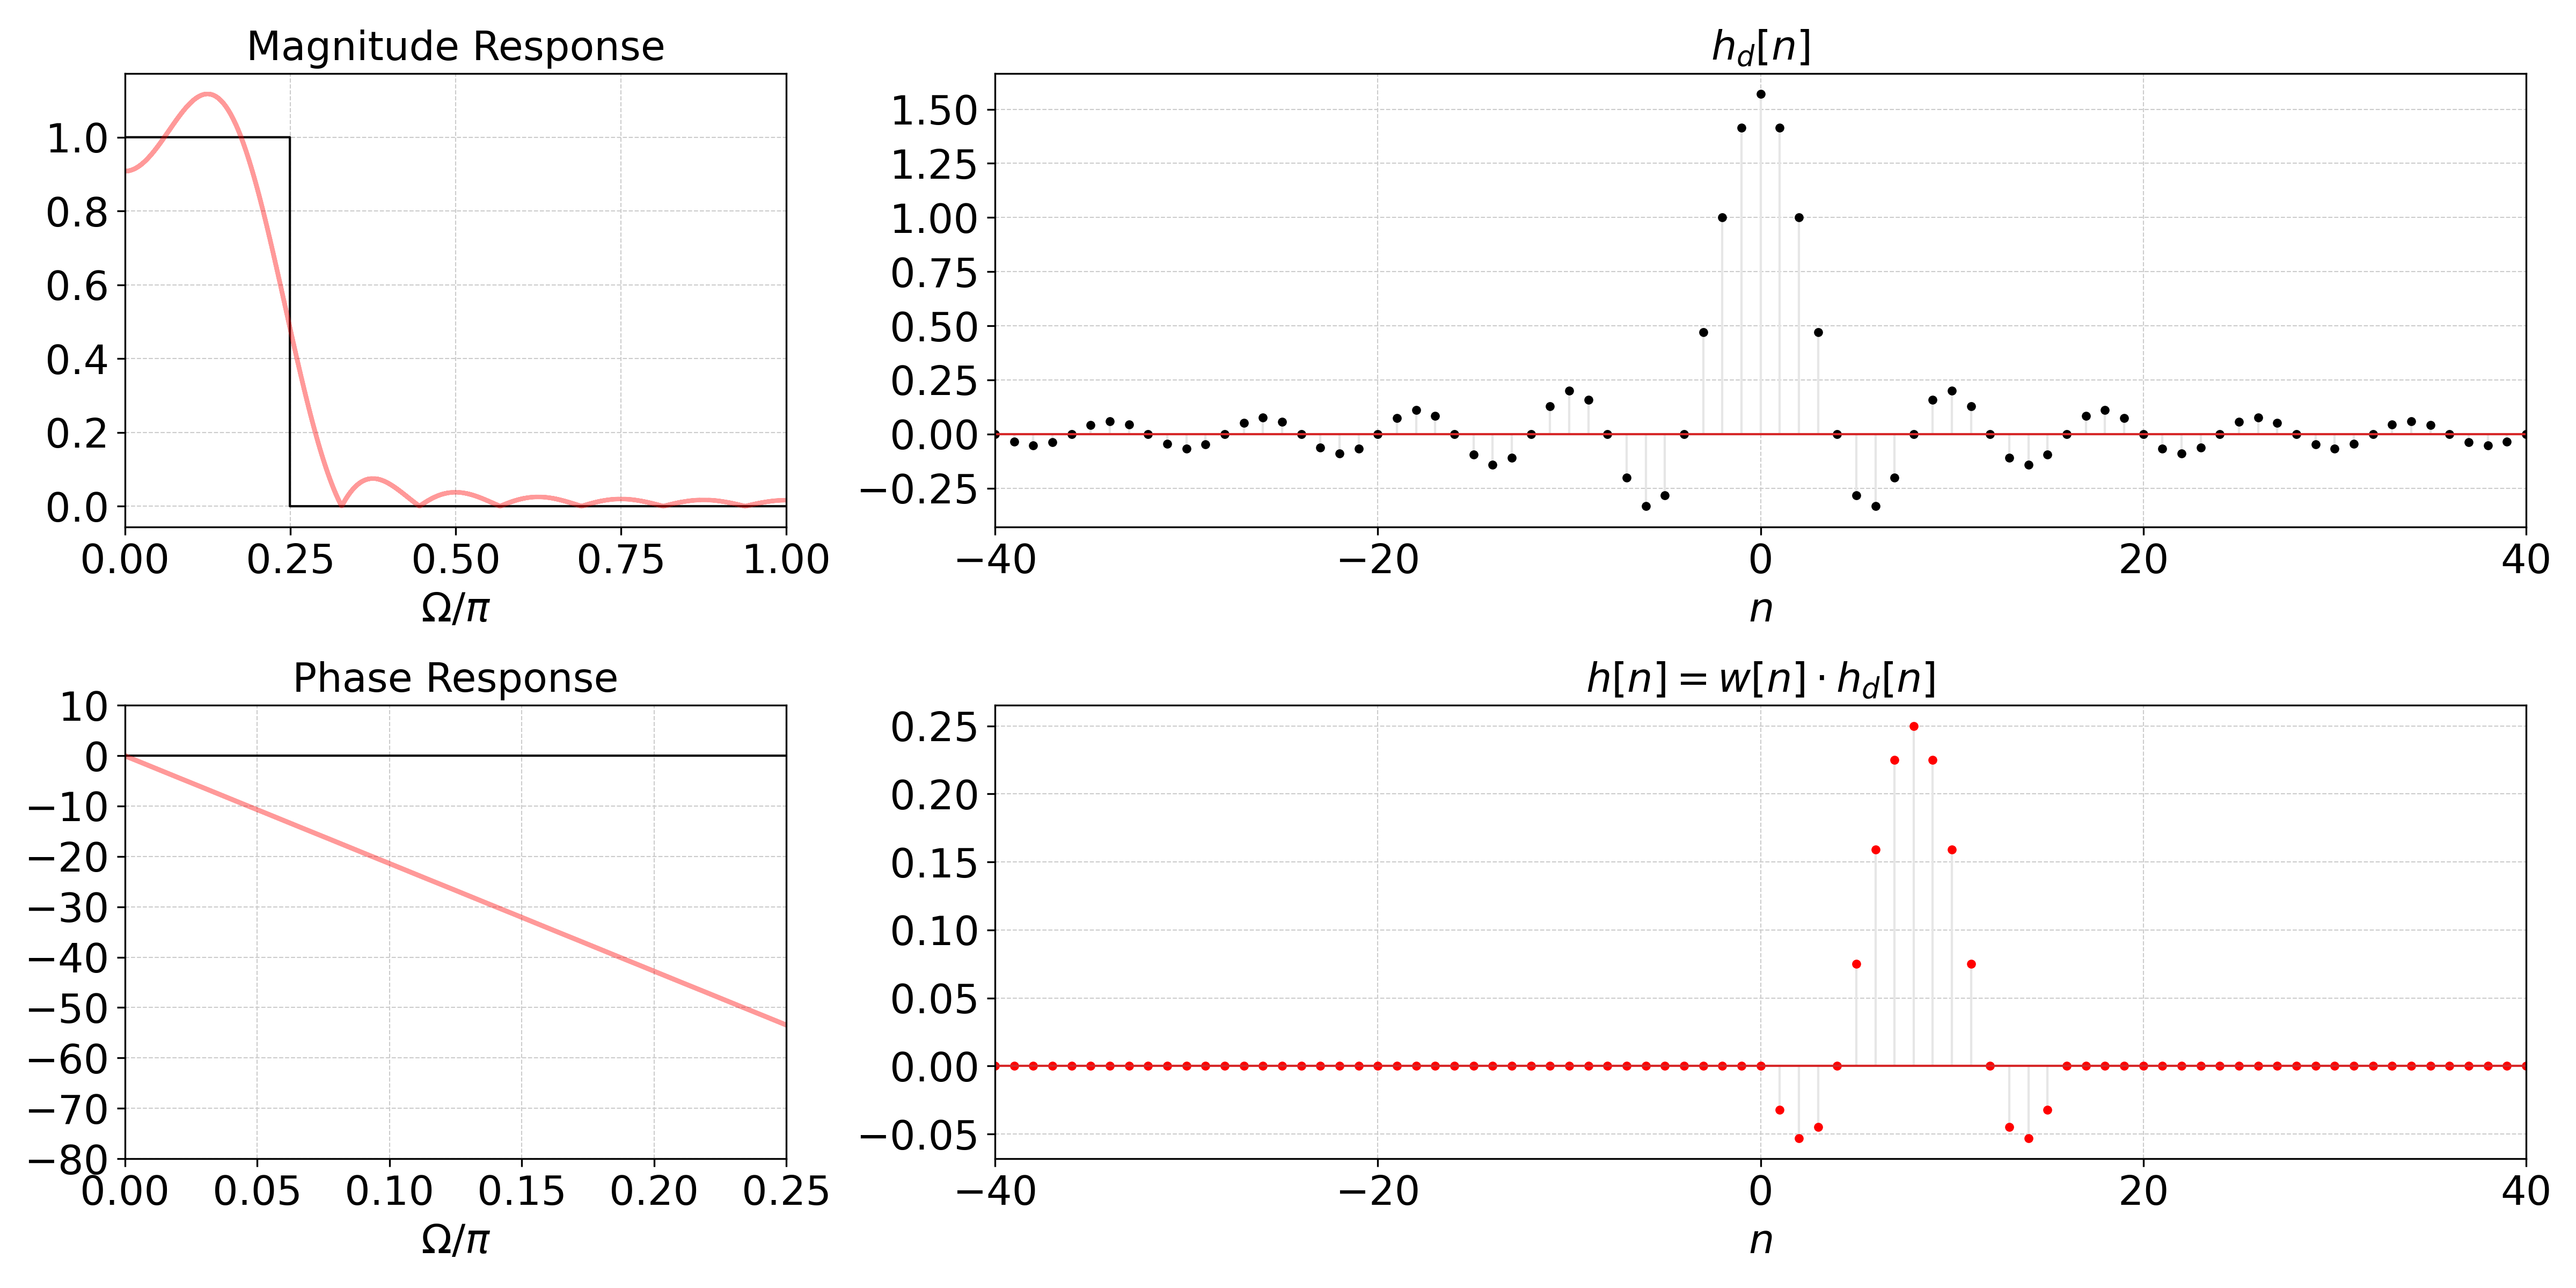 Magnitude Response
1.0
0.8
0.6
0.4
0.2
0.0
0.00 0.25 0.50 0.75 1.00
Ω/π
h_d[n]
1.50
1.25
1.00
0.75
0.50
0.25
0.00
−0.25
−40 −20 0 20 40
n
Phase Response
10
0
−10
−20
−30
−40
−50
−60
−70
−80
0.00 0.05 0.10 0.15 0.20 0.25
Ω/π
h[n] = w[n] · h_d[n]
0.25
0.20
0.15
0.10
0.05
0.00
−0.05
−40 −20 0 20 40
n